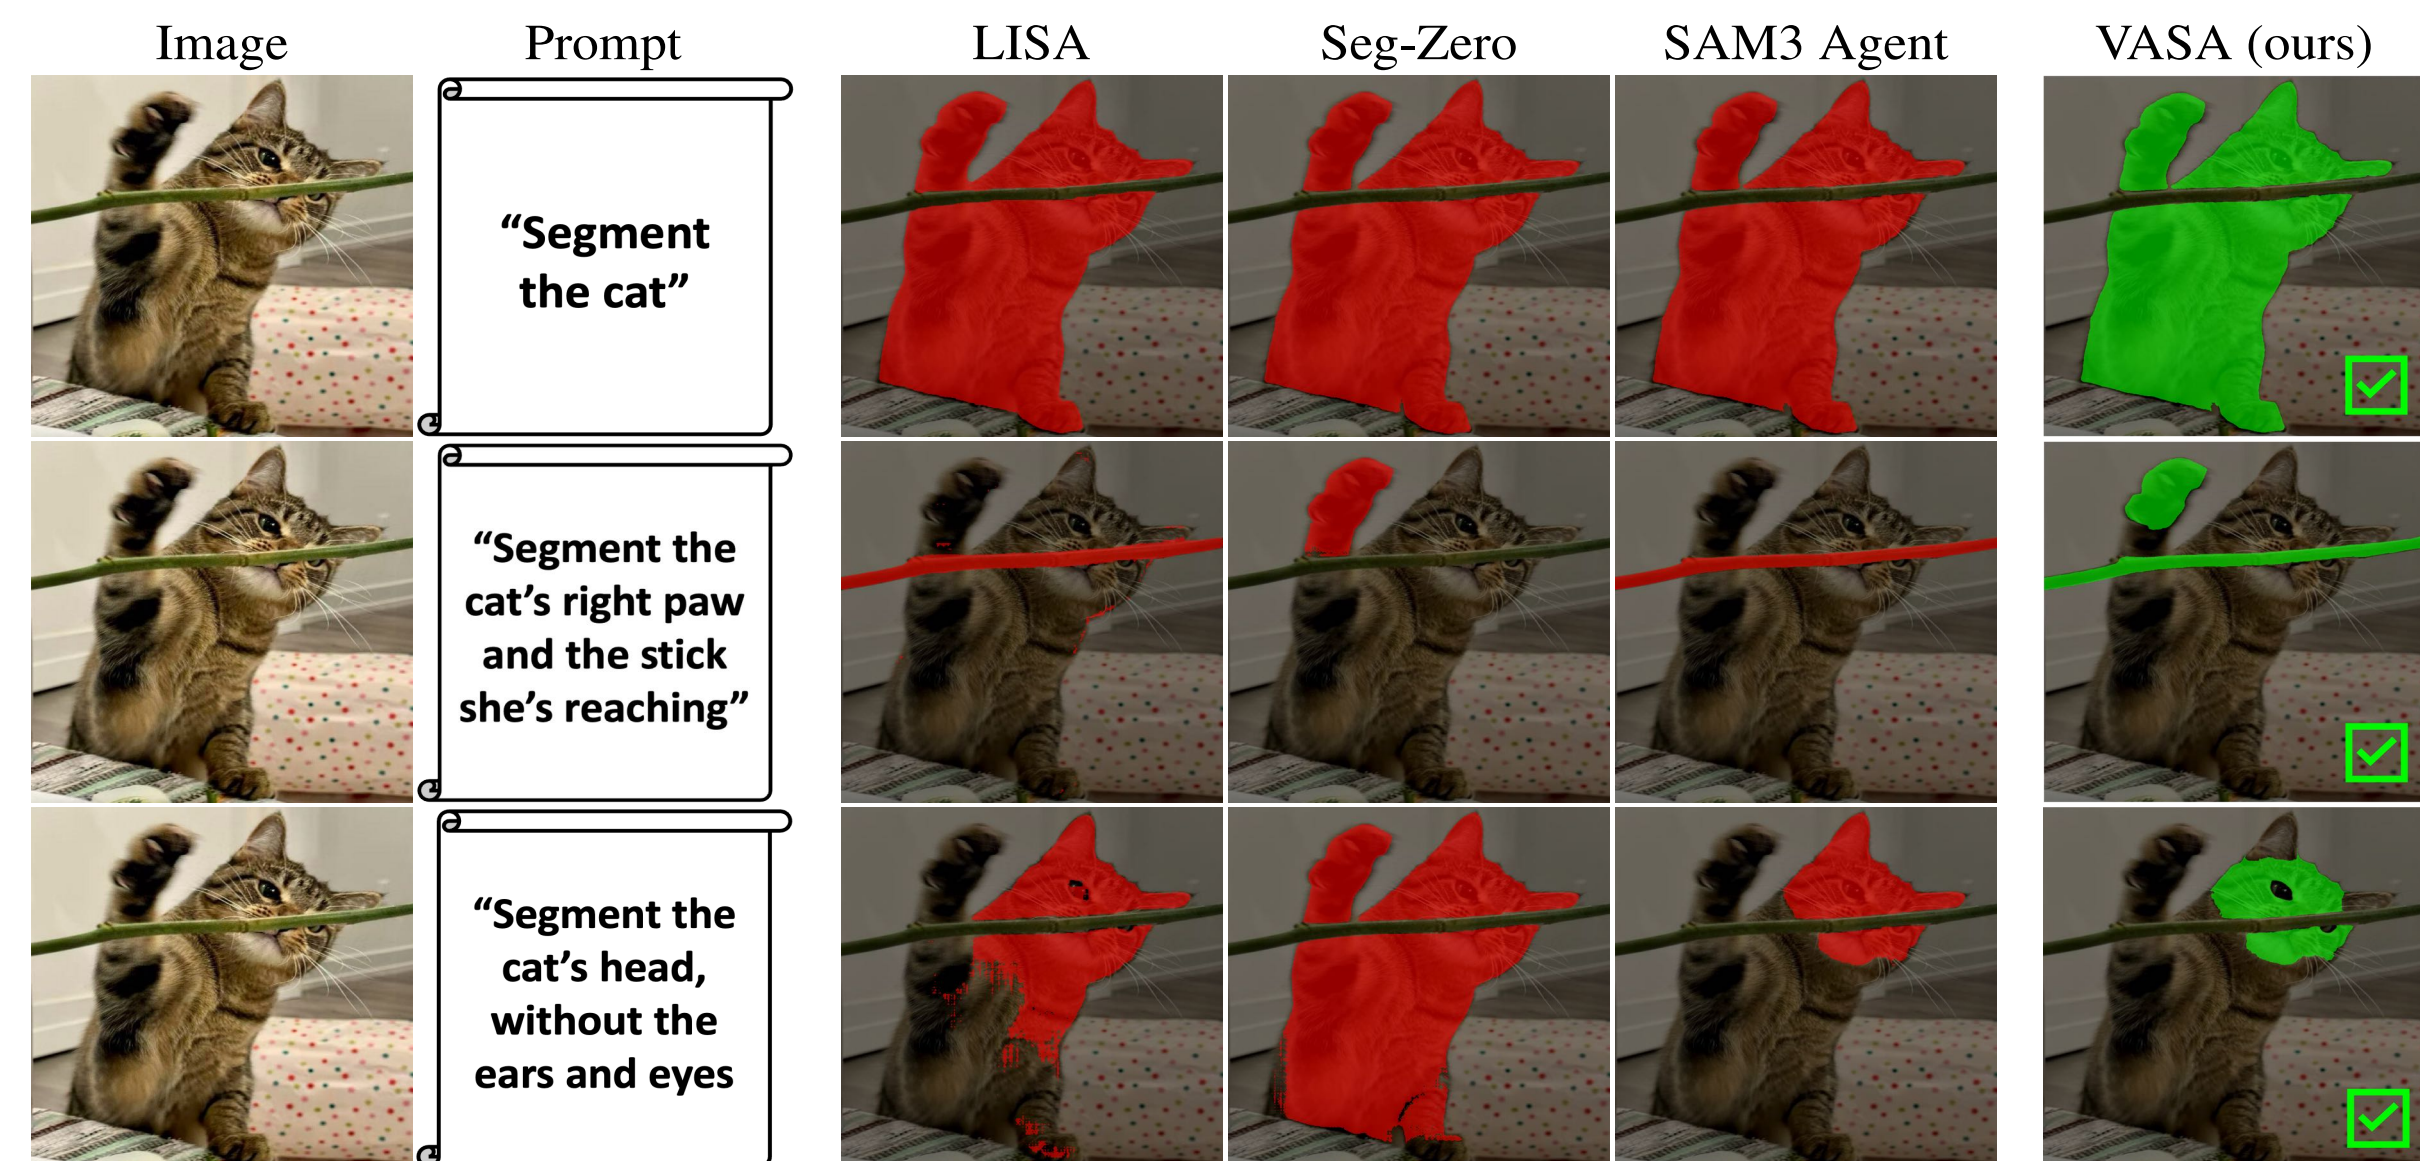 Image Prompt LISA Seg-Zero SAM3 Agent VASA (ours)
“Segment
the cat”
“Segment the
cat’s right paw
and the stick
she’s reaching”
“Segment the
cat’s head,
without the
ears and eyes